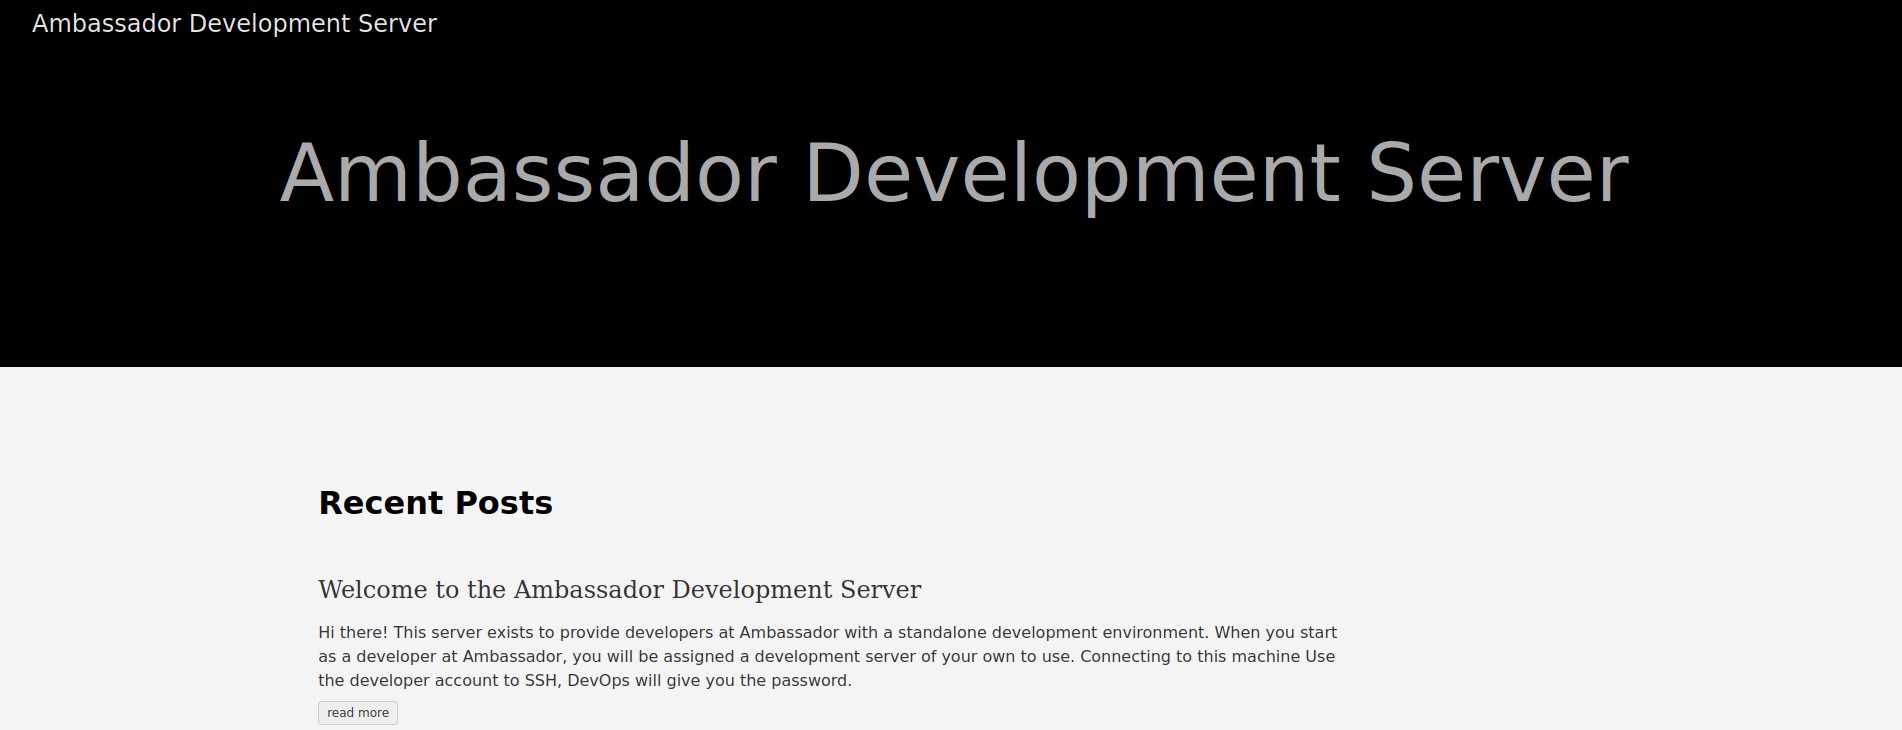 Ambassador Development Server
Ambassador Development Server
Recent Posts
Welcome to the Ambassador Development Server
Hi there! This server exists to provide developers at Ambassador with a standalone development environment. When you start
as a developer at Ambassador, you will be assigned a development server of your own to use. Connecting to this machine Use
the developer account to SSH, DevOps will give you the password.
read more